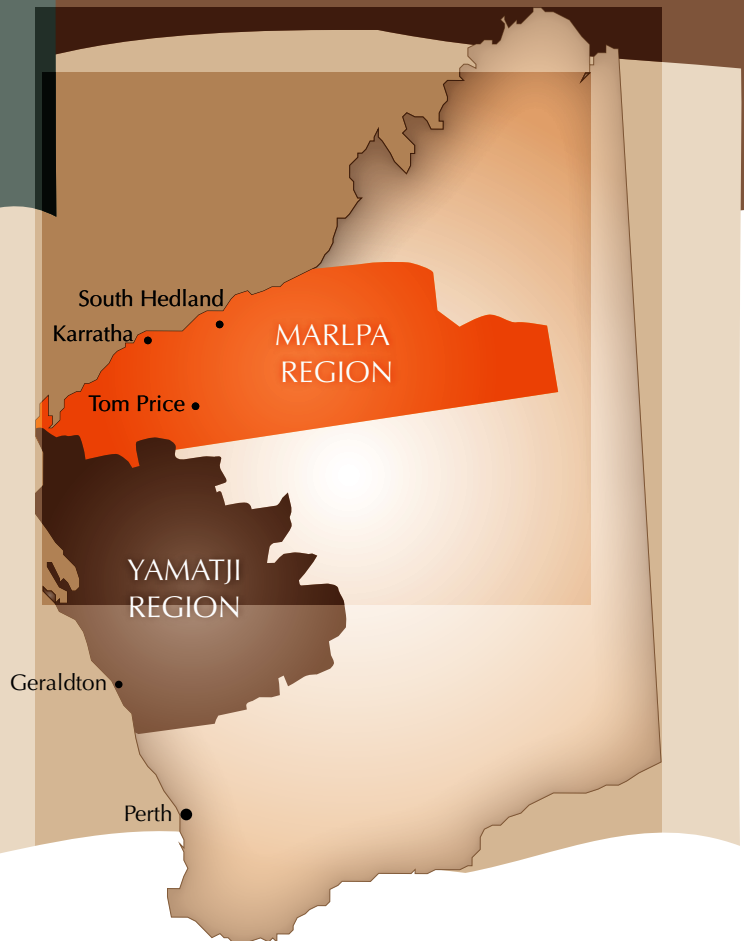 South Hedland
Karratha
MARLPA
REGION
Tom Price
YAMATJI
REGION
Geraldton
Perth